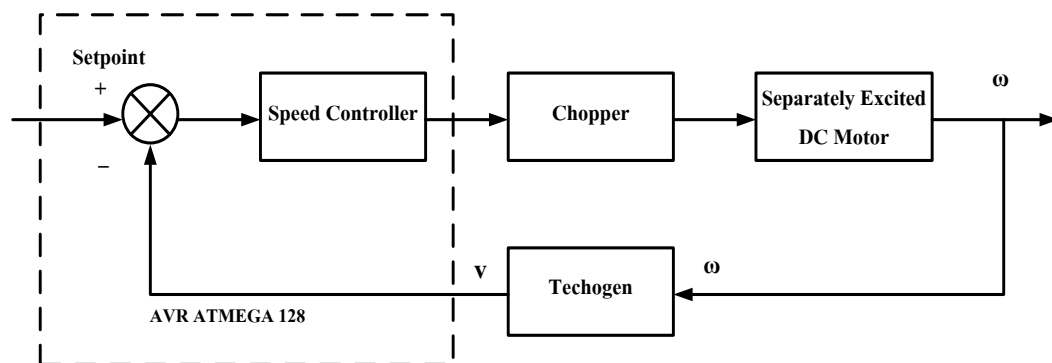 Setpoint
+
−
Speed Controller
Chopper
Separately Excited
DC Motor
ω
Techogen
ω
v
AVR ATMEGA 128